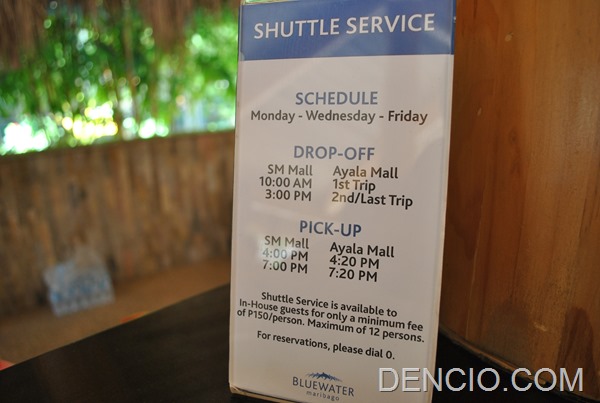 SHUTTLE SERVICE
SCHEDULE
Monday - Wednesday - Friday
DROP-OFF
SM Mall Ayala Mall
10:00 AM 1st Trip
3:00 PM 2nd/Last Trip
PICK-UP
SM Mall Ayala Mall
4:00 PM 4:20 PM
7:00 PM 7:20 PM
Shuttle Service is available to
In-House guests for only a minimum fee
of P150/person. Maximum of 12 persons.
For reservations, please dial 0.
BLUEWATER
maribago
DENCIO.COM